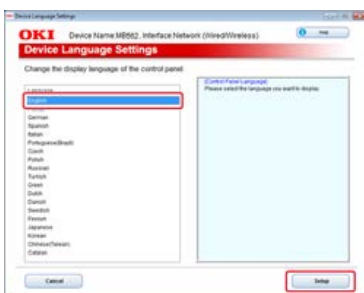 Device Language Settings
OKI Device Name:MB562, Interface:Network (Wired/Wireless)
Device Language Settings
Change the display language of the control panel.
Language
English
German
Spanish
Italian
Portuguese(Brazil)
Czech
Polish
Russian
Turkish
Greek
Dutch
Danish
Swedish
Finnish
Japanese
Korean
Chinese(Taiwan)
Catalan
[Control Panel Language]
Please select the language you want to display.
Cancel
Setup